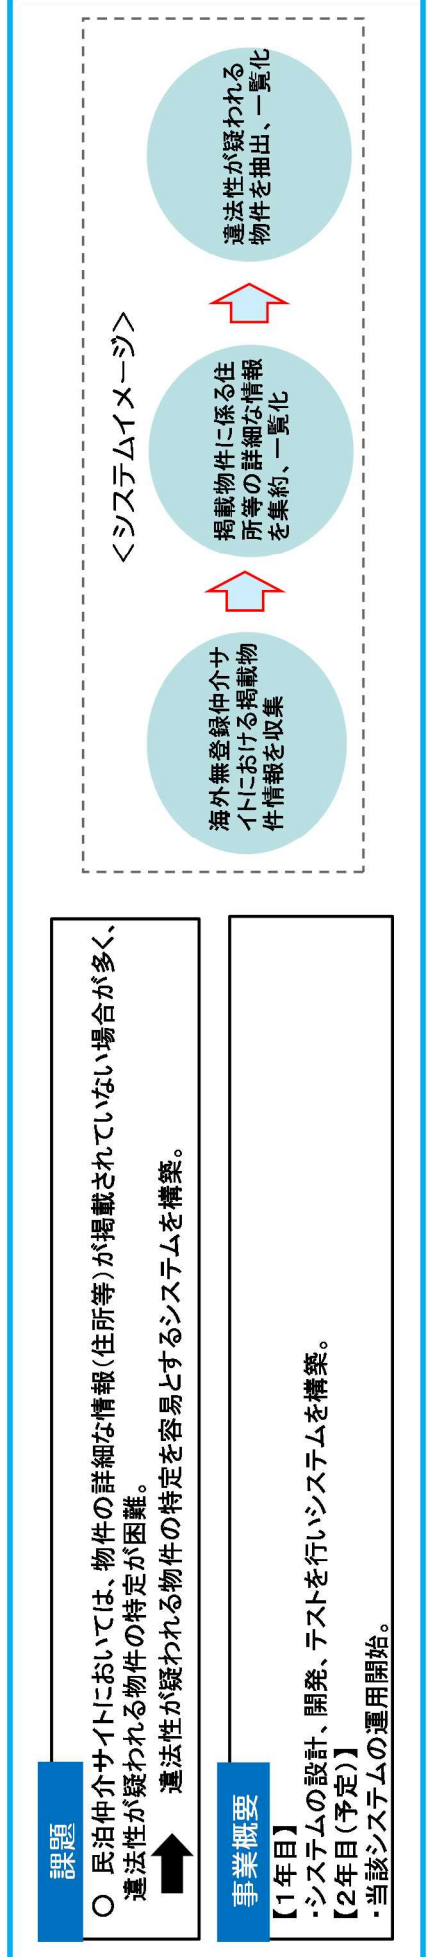 課題
○ 民泊仲介サイトにおいては、物件の詳細な情報(住所等)が掲載されていない場合が多く、
違法性が疑われる物件の特定が困難。
違法性が疑われる物件の特定を容易とするシステムを構築。
事業概要
【1年目】
・システムの設計、開発、テストを行いシステムを構築。
【2年目(予定)】
・当該システムの運用開始。
<システムイメージ>
海外無登録仲介サ
イトにおける掲載物
件情報を収集
掲載物件に係る住
所等の詳細な情報
を集約、一覧化
違法性が疑われる
物件を抽出、一覧化